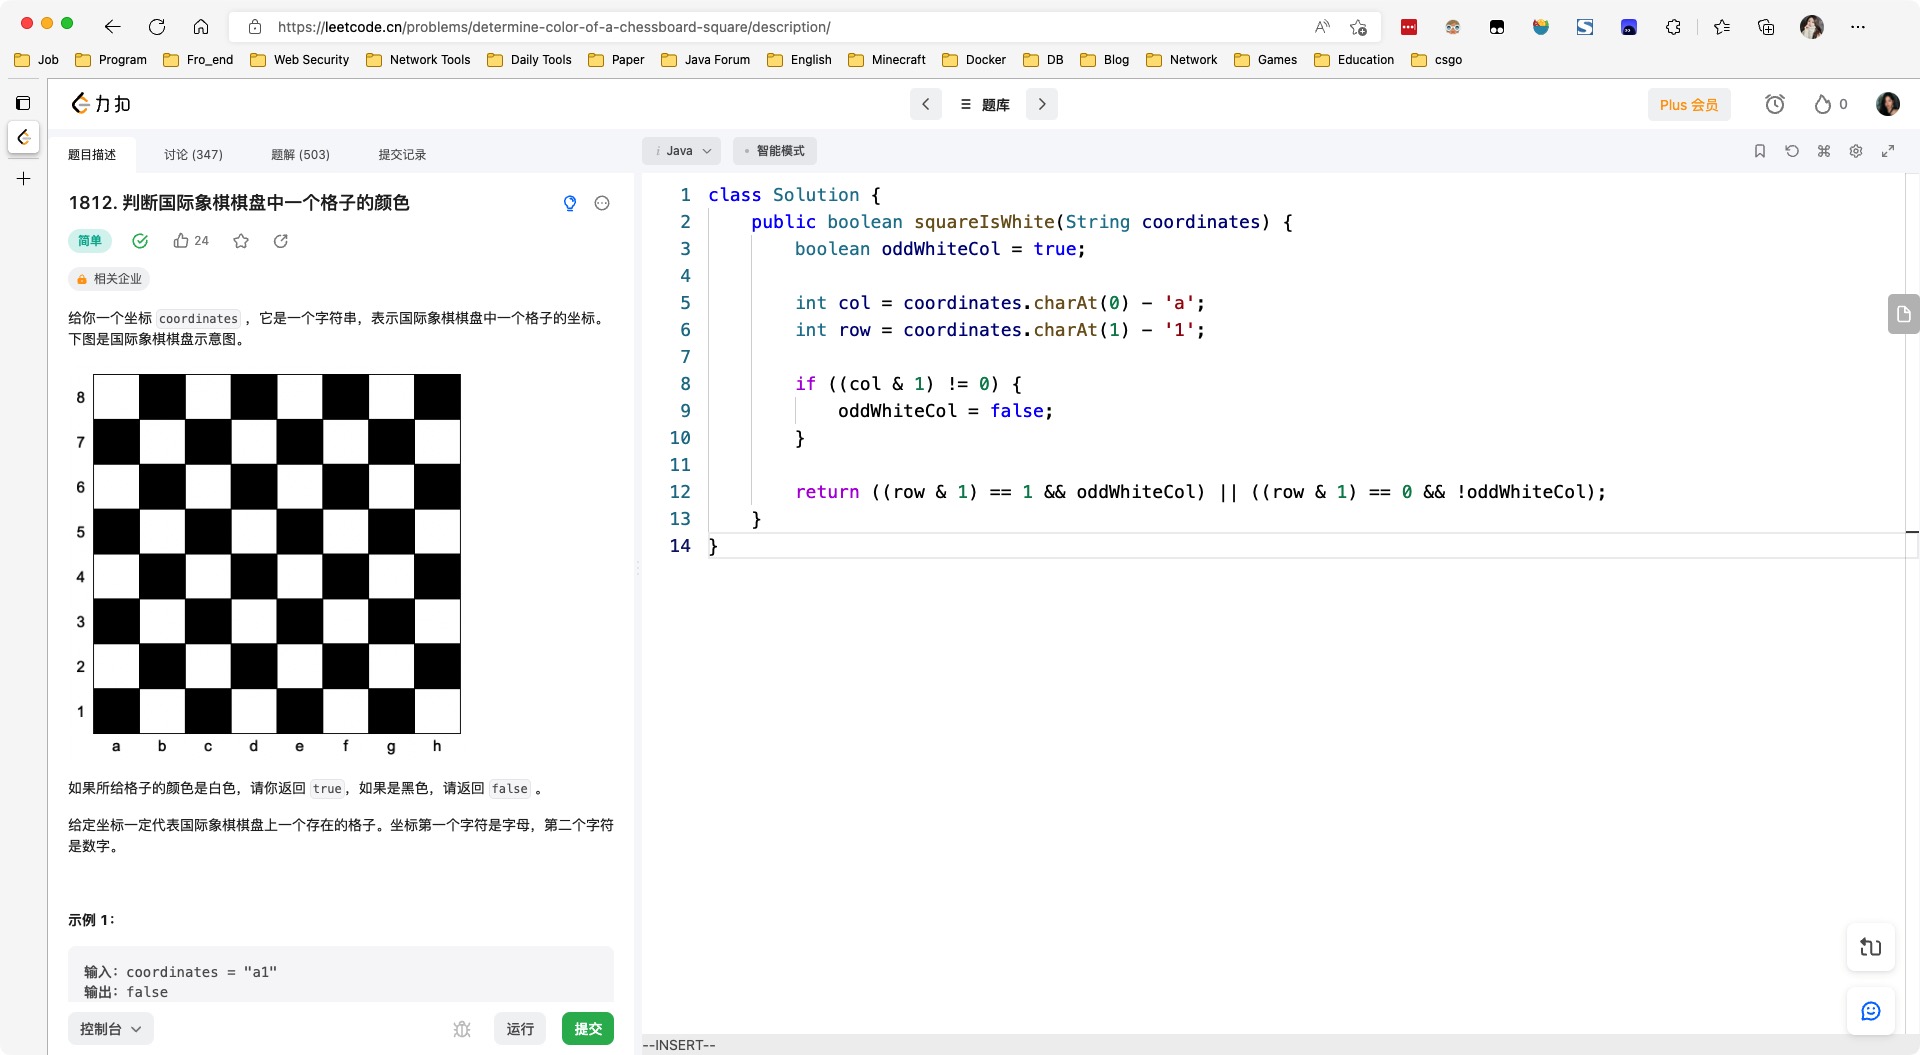 https://leetcode.cn/problems/determine-color-of-a-chessboard-square/description/
Job Program Fro_end Web Security Network Tools Daily Tools Paper Java Forum English Minecraft Docker DB Blog Network Games Education csgo
力扣
题库
Plus 会员
0
题目描述 讨论 (347) 题解 (503) 提交记录
i Java
智能模式
1812. 判断国际象棋棋盘中一个格子的颜色
简单
24
相关企业
给你一个坐标 coordinates ，它是一个字符串，表示国际象棋棋盘中一个格子的坐标。
下图是国际象棋棋盘示意图。
8
7
6
5
4
3
2
1
a b c d e f g h
如果所给格子的颜色是白色，请你返回 true，如果是黑色，请返回 false 。
给定坐标一定代表国际象棋棋盘上一个存在的格子。坐标第一个字符是字母，第二个字符
是数字。
示例 1：
输入：coordinates = "a1"
输出：false
控制台
运行
提交
1 class Solution {
2 public boolean squareIsWhite(String coordinates) {
3 boolean oddWhiteCol = true;
4
5 int col = coordinates.charAt(0) - 'a';
6 int row = coordinates.charAt(1) - '1';
7
8 if ((col & 1) != 0) {
9 oddWhiteCol = false;
10 }
11
12 return ((row & 1) == 1 && oddWhiteCol) || ((row & 1) == 0 && !oddWhiteCol);
13 }
14 }
--INSERT--